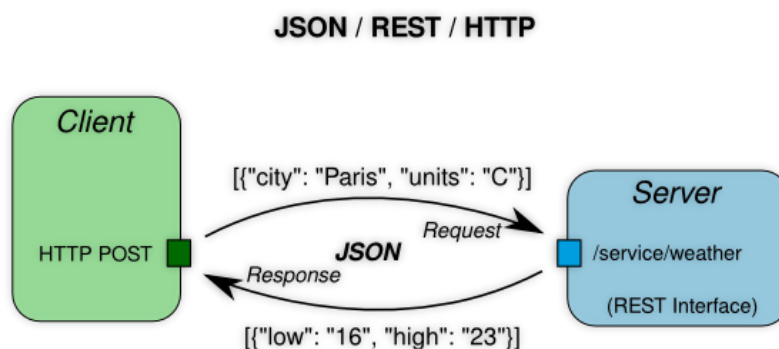 JSON / REST / HTTP
Client
Server
[{"city": "Paris", "units": "C"}]
Request
HTTP POST
JSON
/service/weather
Response
(REST Interface)
[{"low": "16", "high": "23"}]